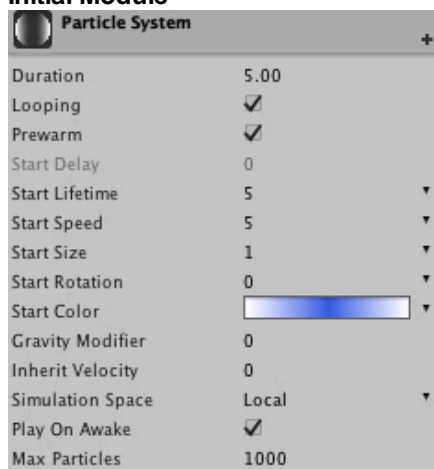 Initial Module
Particle System
Duration 5.00
Looping
Prewarm
Start Delay 0
Start Lifetime 5
Start Speed 5
Start Size 1
Start Rotation 0
Start Color
Gravity Modifier 0
Inherit Velocity 0
Simulation Space Local
Play On Awake
Max Particles 1000